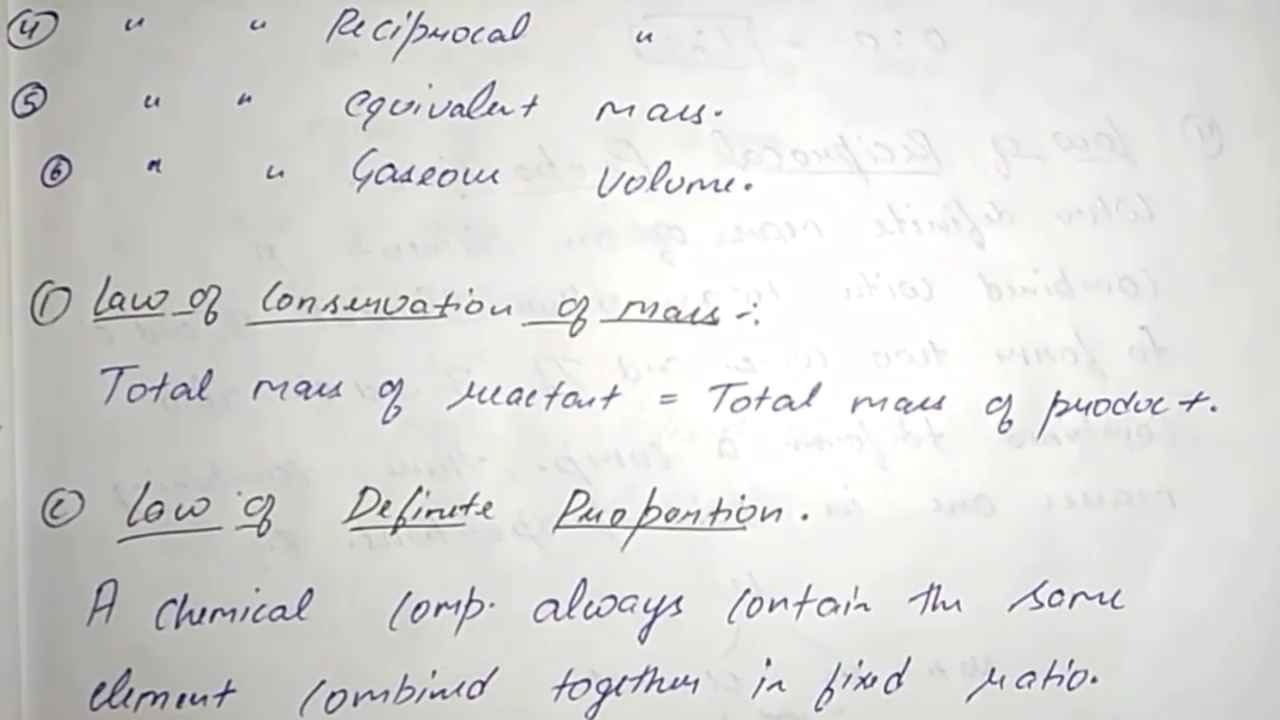 ④ " " Reciprocal "
⑤ " " equivalent mass.
⑥ " " Gaseous Volume.
① Law of Conservation of mass :-
Total mass of reactant = Total mass of product.
② Law of Definite Proportion.
A chemical comp. always contain the same
element combined together in fixed ratio.